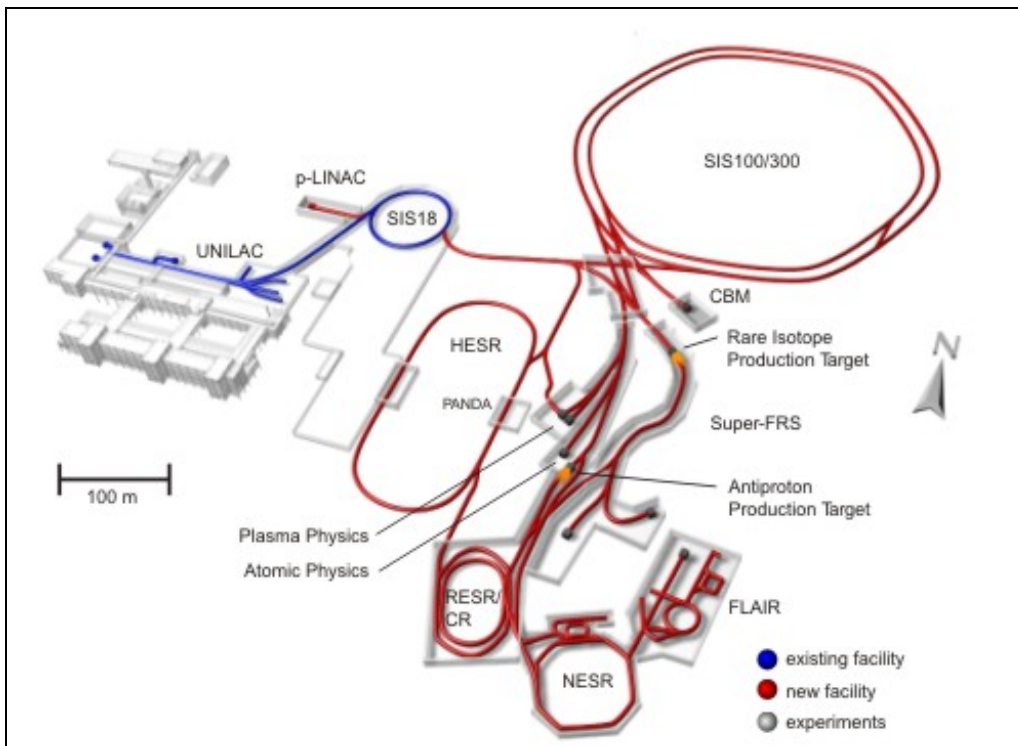 SIS100/300
p-LINAC
SIS18
UNILAC
CBM
Rare Isotope
Production Target
HESR
N
PANDA
Super-FRS
100 m
Antiproton
Production Target
Plasma Physics
Atomic Physics
RESR/
CR
FLAIR
NESR
existing facility
new facility
experiments